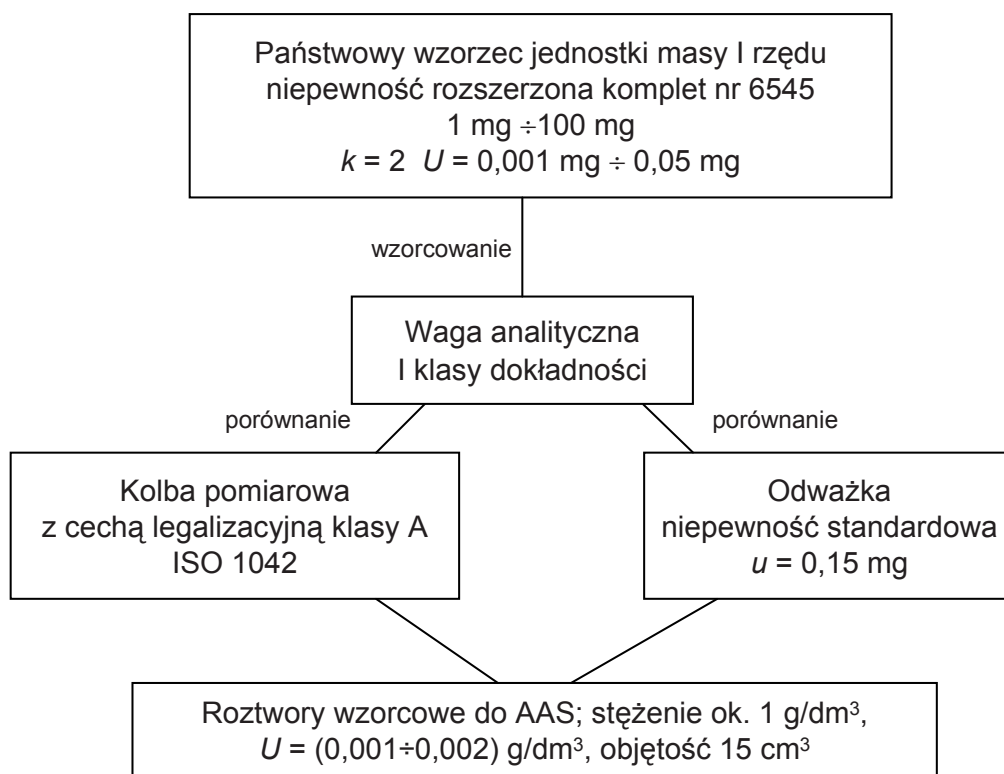 Państwowy wzorzec jednostki masy I rzędu
niepewność rozszerzona komplet nr 6545
1 mg ÷100 mg
k = 2 U = 0,001 mg ÷ 0,05 mg
wzorcowanie
Waga analityczna
I klasy dokładności
porównanie
porównanie
Kolba pomiarowa
z cechą legalizacyjną klasy A
ISO 1042
Odważka
niepewność standardowa
u = 0,15 mg
Roztwory wzorcowe do AAS; stężenie ok. 1 g/dm³,
U = (0,001÷0,002) g/dm³, objętość 15 cm³